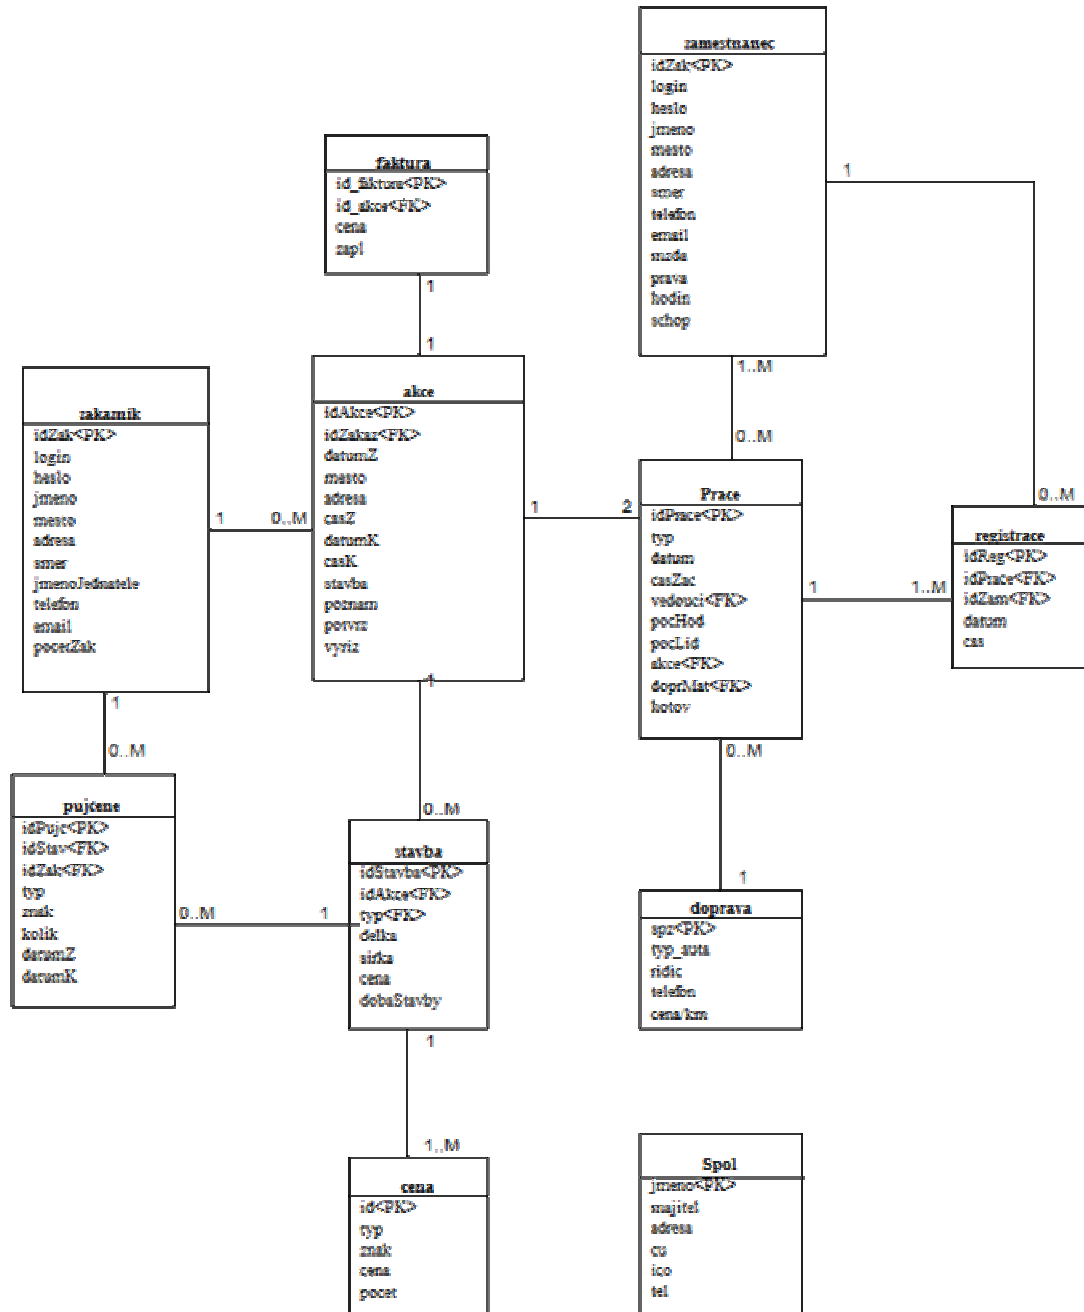 zamestnanec
idZak<PK>
login
heslo
jmeno
mesto
adresa
smer
telefon
email
mzda
prava
hodin
schop
1
0..M
1..M
0..M
faktura
id_faktura<PK>
id_akce<FK>
cena
zapl
1
1
zakaznik
idZak<PK>
login
heslo
jmeno
mesto
adresa
smer
jmenoJednatele
telefon
email
pocetZak
1
0..M
1
0..M
akce
idAkce<PK>
idZakaz<FK>
datumZ
mesto
adresa
casZ
datumK
casK
stavba
poznam
potvrz
vyriz
1
2
1
0..M
Prace
idPrace<PK>
typ
datum
casZac
vedouci<FK>
pocHod
pocLid
akce<FK>
doprMat<FK>
hotov
1
1..M
0..M
1
registrace
idReg<PK>
idPrace<FK>
idZam<FK>
datum
cas
pujcene
idPujc<PK>
idStav<FK>
idZak<FK>
typ
znak
kolik
datumZ
datumK
0..M
1
stavba
idStavba<PK>
idAkce<FK>
typ<FK>
delka
sirka
cena
dobaStavby
1
1..M
doprava
spz<PK>
typ_auta
ridic
telefon
cena/km
cena
id<PK>
typ
znak
cena
pocet
Spol
jmeno<PK>
majitel
adresa
cu
ico
tel